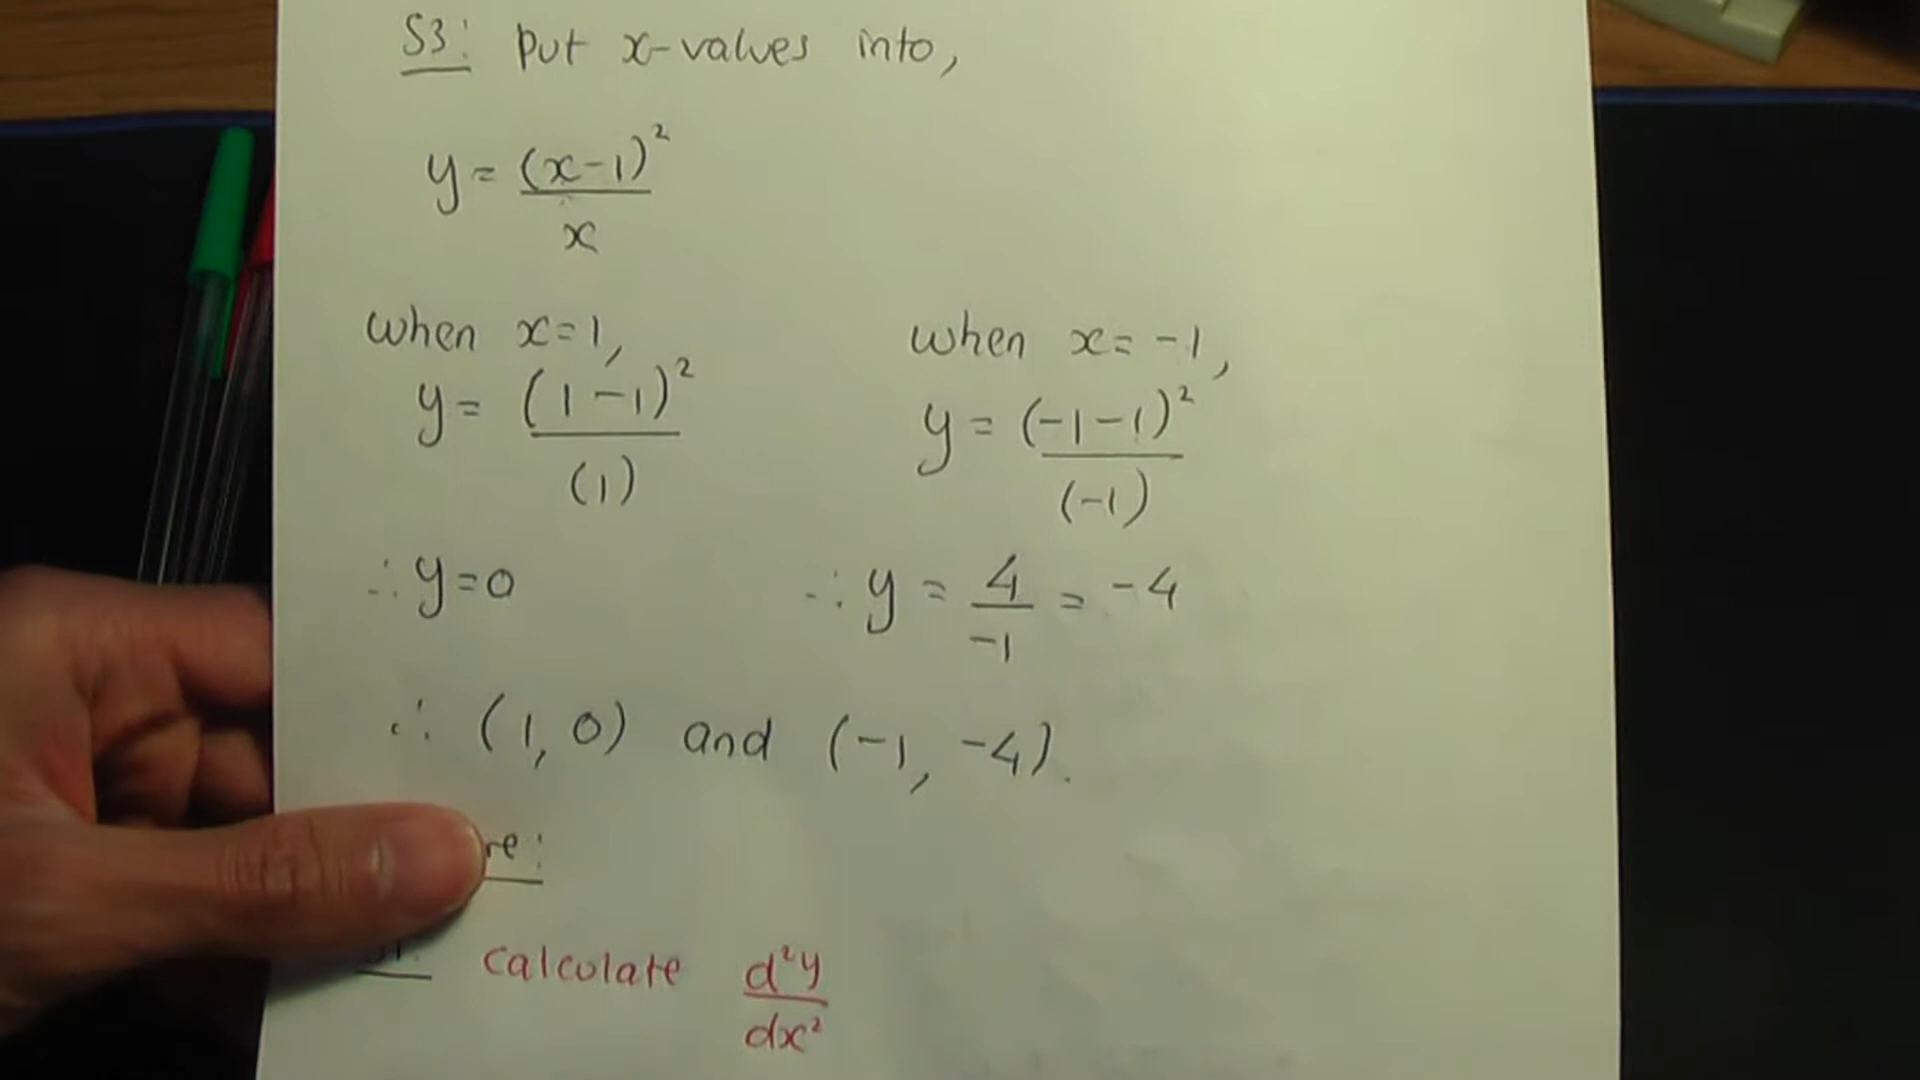 S3: Put x-values into,
y = (x-1)²/x
when x=1,
y = (1-1)²/(1)
∴ y=0
when x= -1,
y = (-1-1)²/(-1)
∴ y = 4/-1 = -4
∴ (1, 0) and (-1, -4).
calculate d²y/dx²